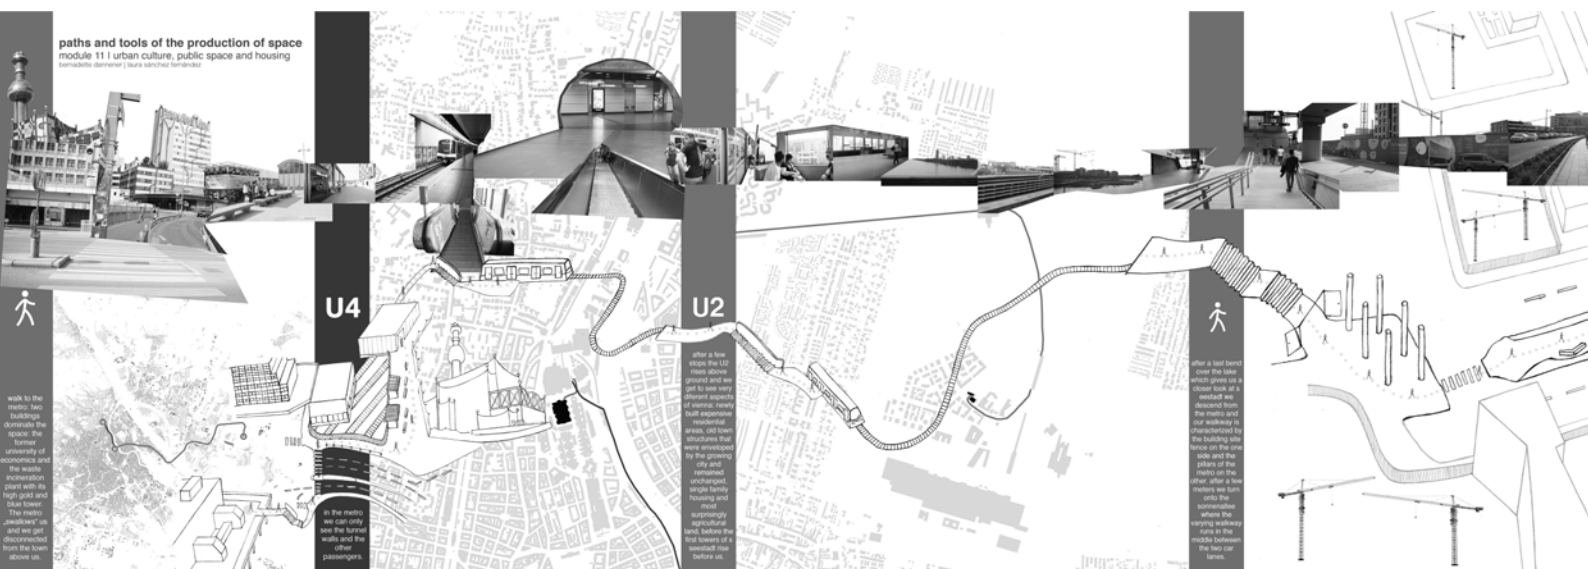 paths and tools of the production of space
module 11 | urban culture, public space and housing
bernadette dannerer | laura sánchez fernández
walk to the
metro: two
buildings
dominate the
space: the
former
university of
economics and
the waste
incineration
plant with its
high gold and
blue tower.
The metro
„swallows" us
and we get
disconnected
from the town
above us.
U4
in the metro
we can only
see the tunnel
walls and the
other
passengers.
U2
after a few
stops the U2
rises above
ground and we
get to see very
diferent aspects
of vienna: newly
built expensive
residential
areas, old town
structures that
were enveloped
by the growing
city and
remained
unchanged,
single family
housing and
most
surprisingly
agricultural
land, before the
first towers of s
seestadt rise
before us.
after a last bend
over the lake
which gives us a
closer look at s
eestadt we
descend from
the metro and
our walkway is
characterized by
the building site
fence on the one
side and the
pillars of the
metro on the
other. after a few
meters we turn
onto the
sonnenallee
where the
varying walkway
runs in the
middle between
the two car
lanes.